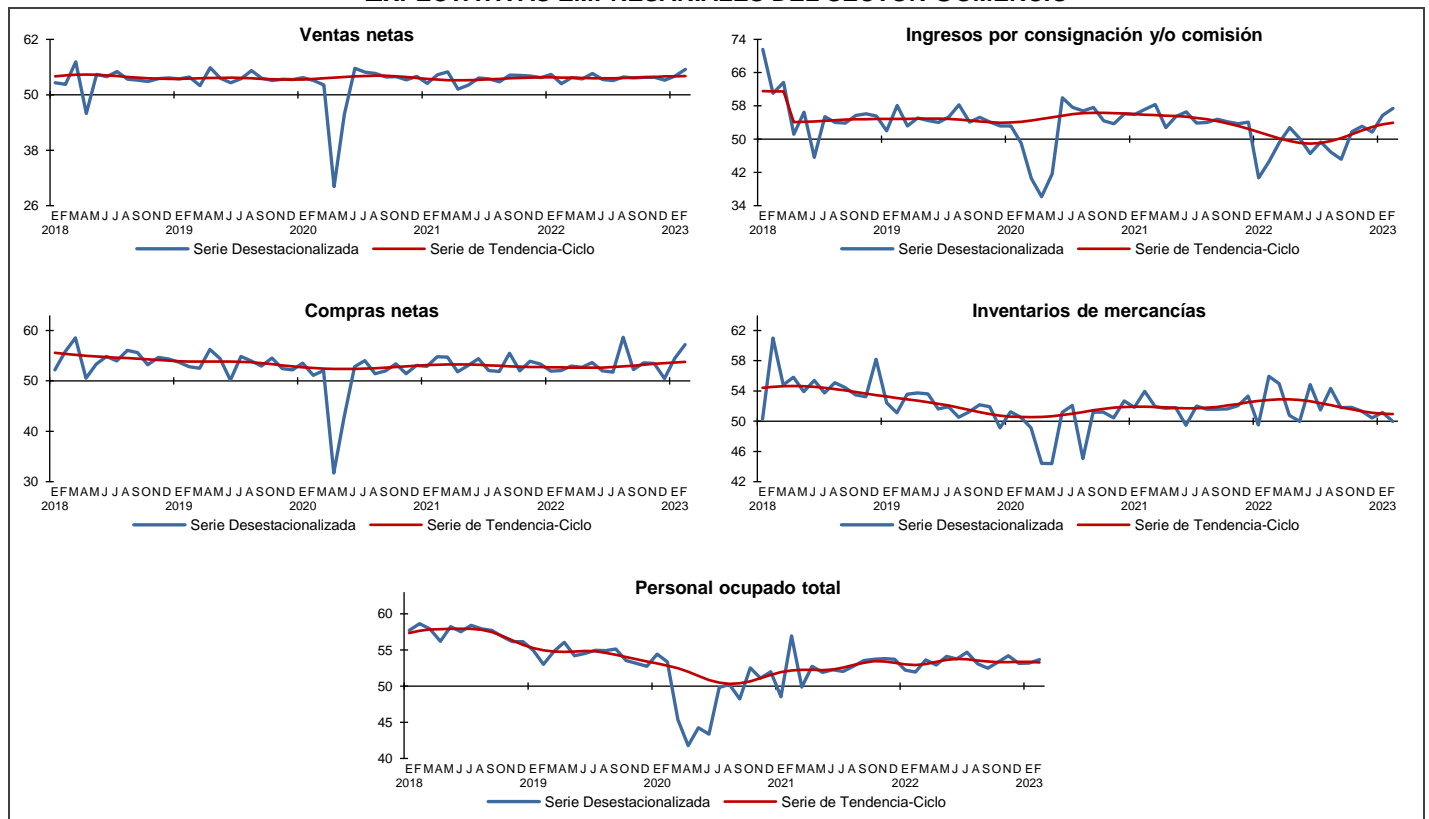 EXPECTATIVAS EMPRESARIALES DEL SECTOR COMERCIO
Ventas netas
62
50
38
26
E F M A M J J A S O N D E F M A M J J A S O N D E F M A M J J A S O N D E F M A M J J A S O N D E F M A M J J A S O N D E F
2018 2019 2020 2021 2022 2023
Serie Desestacionalizada Serie de Tendencia-Ciclo
Ingresos por consignación y/o comisión
74
66
58
50
42
34
E F M A M J J A S O N D E F M A M J J A S O N D E F M A M J J A S O N D E F M A M J J A S O N D E F M A M J J A S O N D E F
2018 2019 2020 2021 2022 2023
Serie Desestacionalizada Serie de Tendencia-Ciclo
Compras netas
60
50
40
30
E F M A M J J A S O N D E F M A M J J A S O N D E F M A M J J A S O N D E F M A M J J A S O N D E F M A M J J A S O N D E F
2018 2019 2020 2021 2022 2023
Serie Desestacionalizada Serie de Tendencia-Ciclo
Inventarios de mercancías
62
58
54
50
46
42
E F M A M J J A S O N D E F M A M J J A S O N D E F M A M J J A S O N D E F M A M J J A S O N D E F M A M J J A S O N D E F
2018 2019 2020 2021 2022 2023
Serie Desestacionalizada Serie de Tendencia-Ciclo
Personal ocupado total
60
55
50
45
40
E F M A M J J A S O N D E F M A M J J A S O N D E F M A M J J A S O N D E F M A M J J A S O N D E F M A M J J A S O N D E F
2018 2019 2020 2021 2022 2023
Serie Desestacionalizada Serie de Tendencia-Ciclo